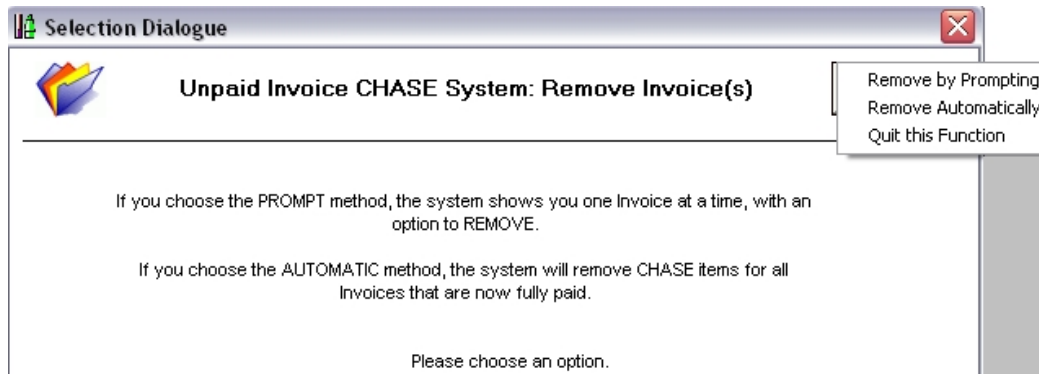 Selection Dialogue
Unpaid Invoice CHASE System: Remove Invoice(s)
Remove by Prompting
Remove Automatically
Quit this Function
If you choose the PROMPT method, the system shows you one Invoice at a time, with an
option to REMOVE.
If you choose the AUTOMATIC method, the system will remove CHASE items for all
Invoices that are now fully paid.
Please choose an option.